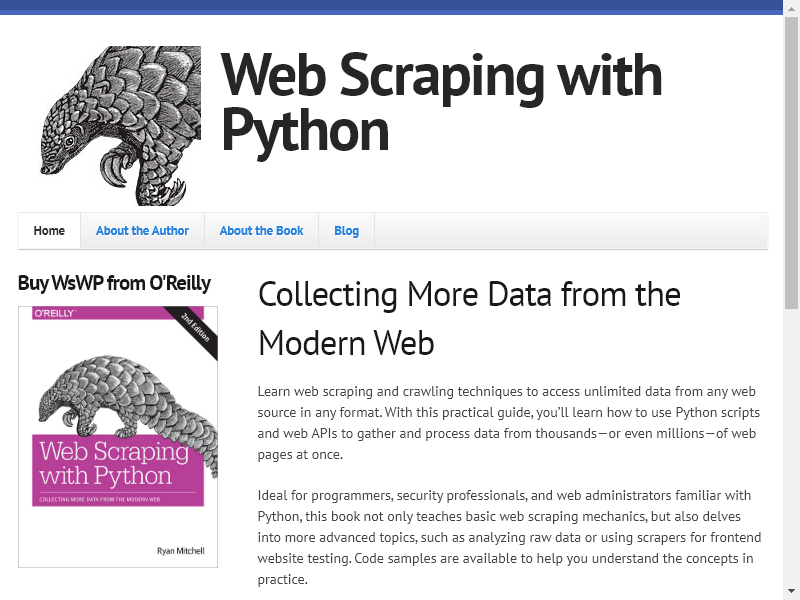 Web Scraping with
Python
Home
About the Author
About the Book
Blog
Buy WsWP from O'Reilly
O'REILLY
2nd Edition
Web Scraping
with Python
COLLECTING MORE DATA FROM THE MODERN WEB
Ryan Mitchell
Collecting More Data from the
Modern Web
Learn web scraping and crawling techniques to access unlimited data from any web
source in any format. With this practical guide, you’ll learn how to use Python scripts
and web APIs to gather and process data from thousands—or even millions—of web
pages at once.
Ideal for programmers, security professionals, and web administrators familiar with
Python, this book not only teaches basic web scraping mechanics, but also delves
into more advanced topics, such as analyzing raw data or using scrapers for frontend
website testing. Code samples are available to help you understand the concepts in
practice.